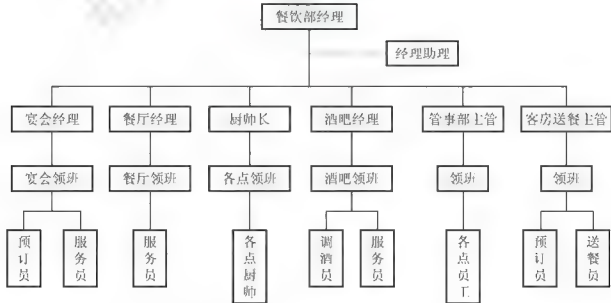 餐饮部经理
经理助理
宴会经理
餐厅经理
厨师长
酒吧经理
管事部主管
客房送餐主管
宴会领班
餐厅领班
各点领班
酒吧领班
领班
领班
预订员
服务员
服务员
各点厨师
调酒员
服务员
各点员工
预订员
送餐员